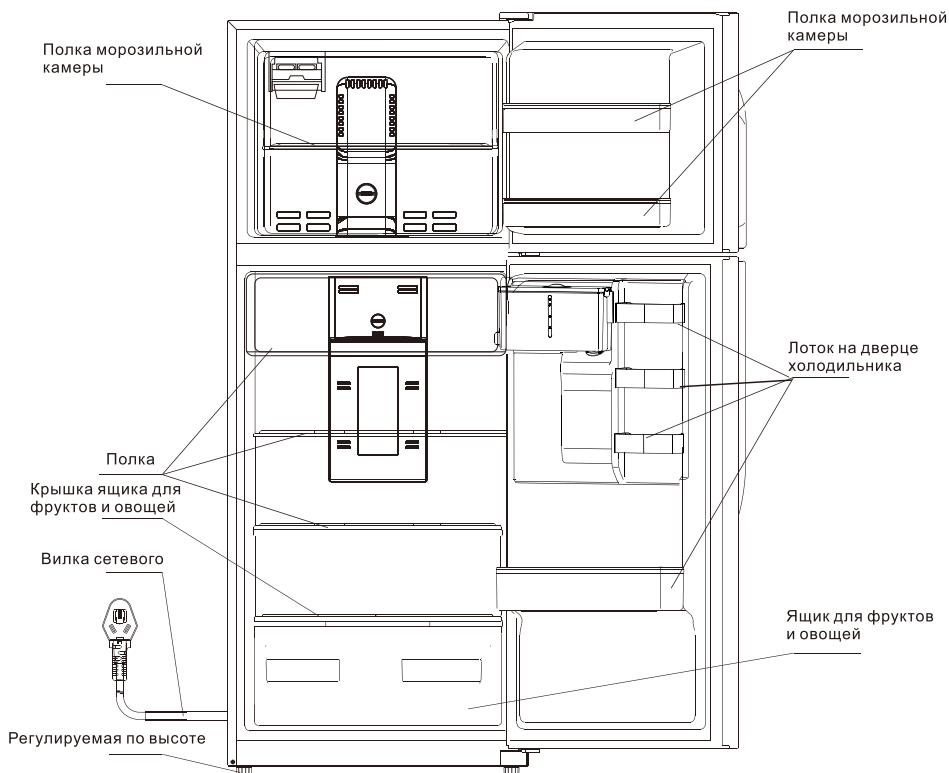 Полка морозильной
камеры
Полка морозильной
камеры
Лоток на дверце
холодильника
Полка
Крышка ящика для
фруктов и овощей
Вилка сетевого
Ящик для фруктов
и овощей
Регулируемая по высоте